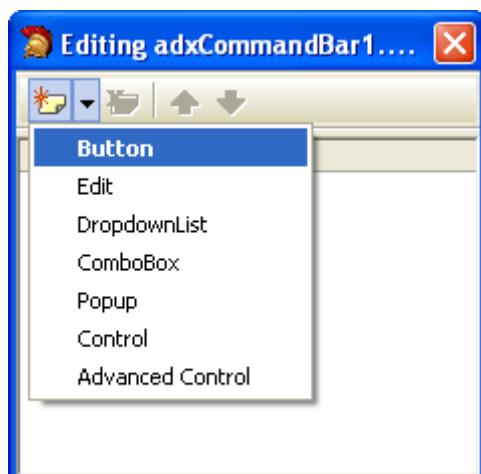 Editing adxCommandBar1....
Button
Edit
DropdownList
ComboBox
Popup
Control
Advanced Control